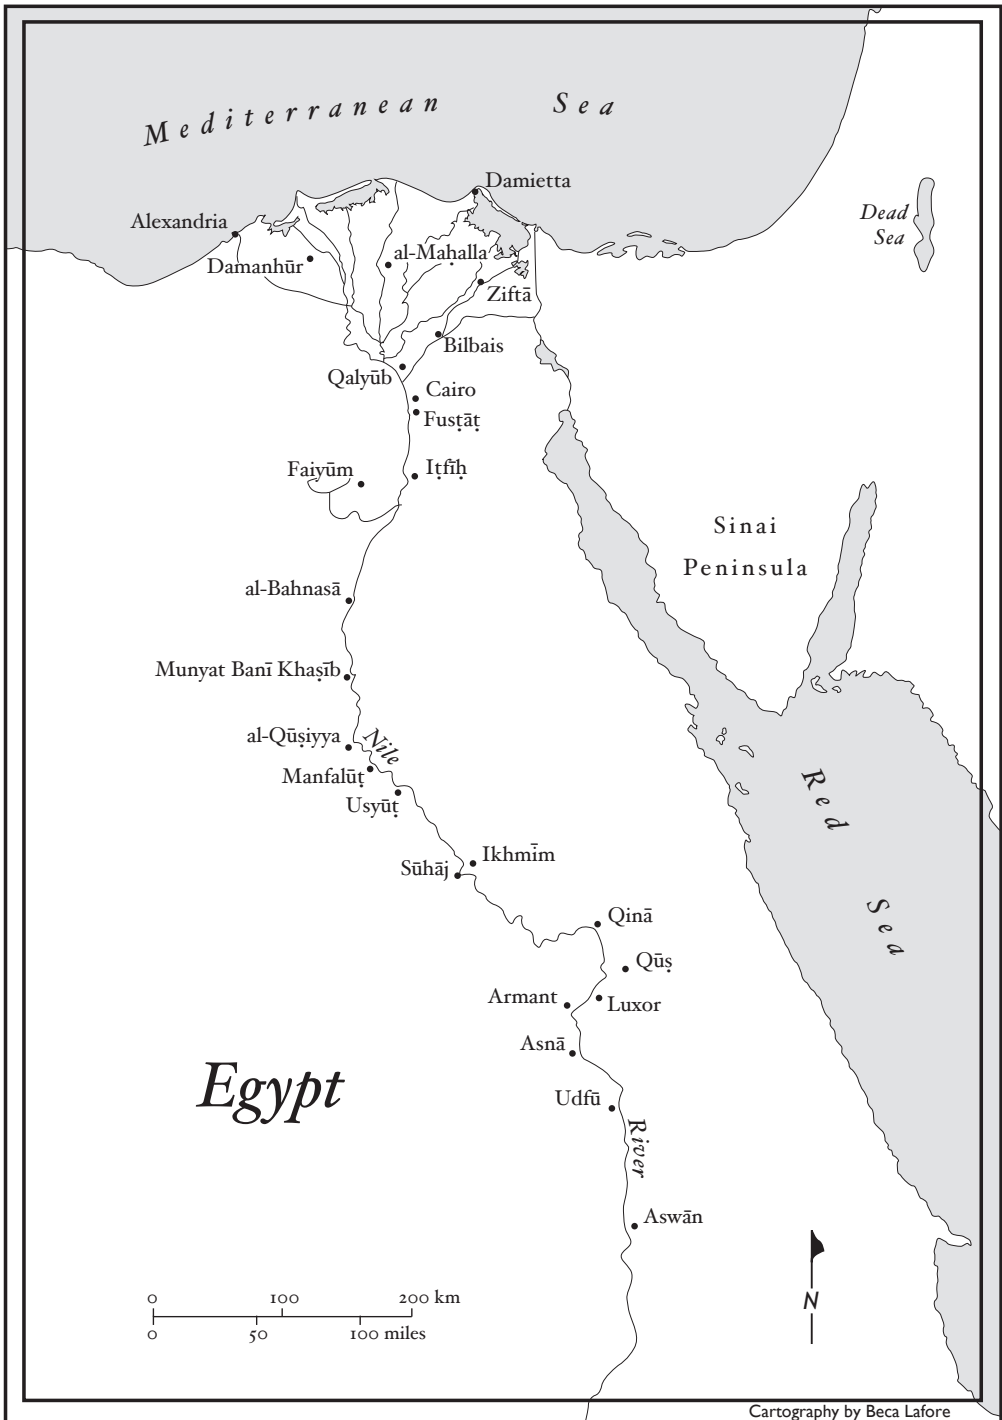 Mediterranean Sea
Damietta
Alexandria
Dead
Sea
al-Maḥalla
Damanhūr
Ziftā
Bilbais
Qalyūb
Cairo
Fusṭāṭ
Faiyūm
Iṭfīḥ
Sinai
Peninsula
al-Bahnasā
Munyat Banī Khaṣīb
al-Qūṣiyya
Nile
Manfalūṭ
Usyūṭ
Red
Ikhmīm
Sūhāj
Sea
Qinā
Qūṣ
Armant
Luxor
Asnā
Egypt
Udfū
River
Aswān
0 100 200 km
0 50 100 miles
N
Cartography by Beca Lafore